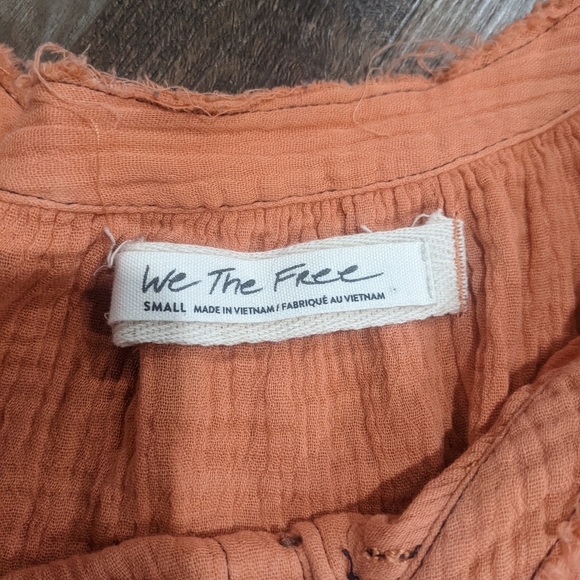 We The Free
SMALL MADE IN VIETNAM / FABRIQUÉ AU VIETNAM